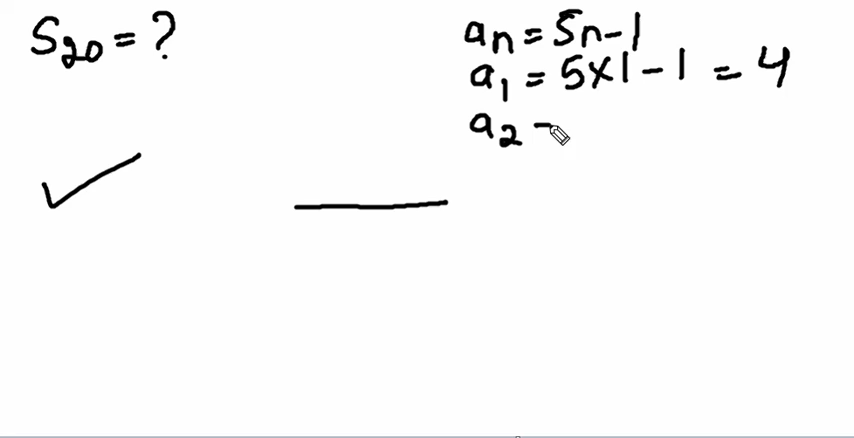 S₂₀ = ?
aₙ = 5n - 1
a₁ = 5×1 - 1 = 4
a₂ -